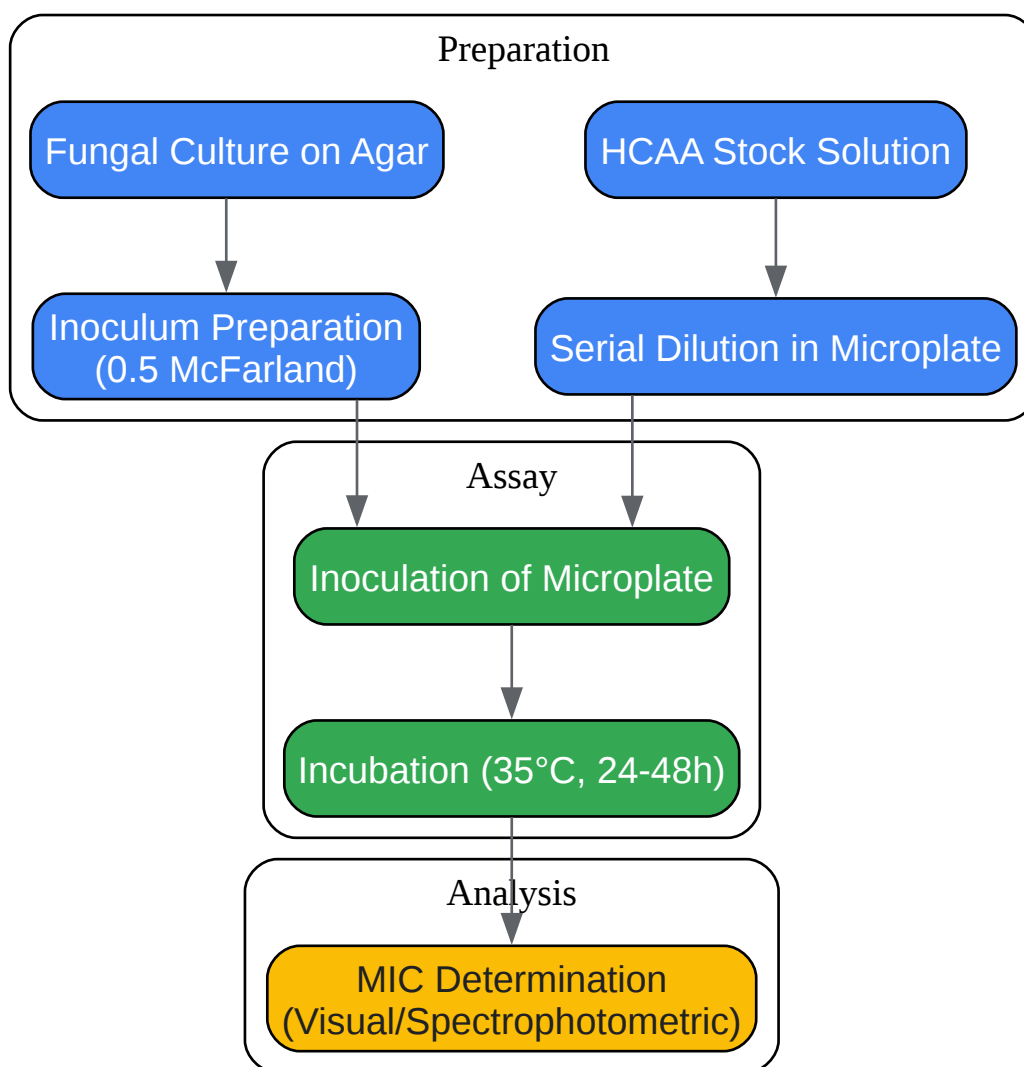 Preparation
Fungal Culture on Agar
HCAA Stock Solution
Inoculum Preparation
(0.5 McFarland)
Serial Dilution in Microplate
Assay
Inoculation of Microplate
Incubation (35°C, 24-48h)
Analysis
MIC Determination
(Visual/Spectrophotometric)